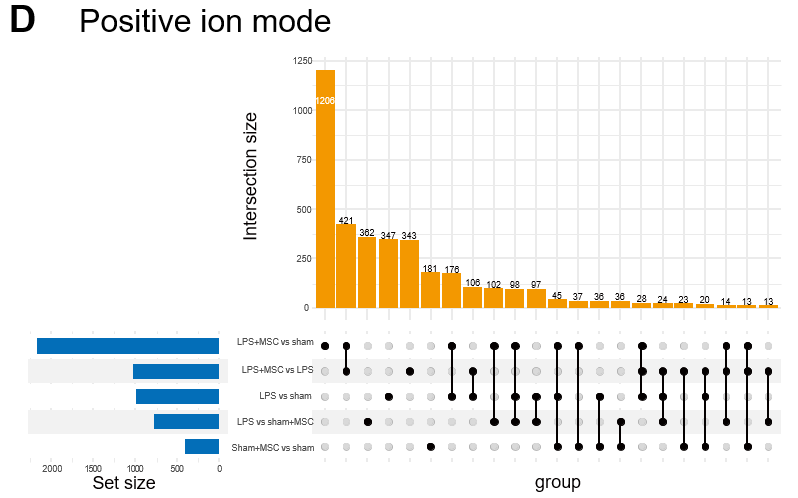 D Positive ion mode
1250
1000
750
500
250
0
Intersection size
1206
421
362
347
343
181
176
106
102
98
97
45
37
36
36
28
24
23
20
14
13
13
LPS+MSC vs sham
LPS+MSC vs LPS
LPS vs sham
LPS vs sham+MSC
Sham+MSC vs sham
2000 1500 1000 500 0
Set size
group